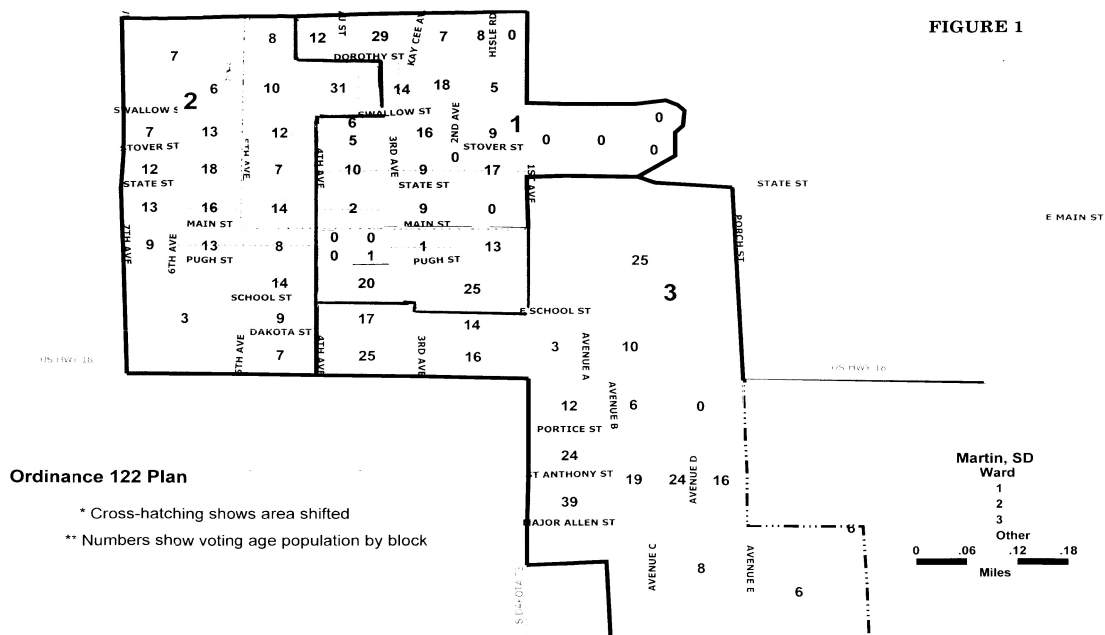 FIGURE 1
KAY CEE AV
HISLE RD
8 12 29 7 8 0
7
DOROTHY ST
6 10 31 14 18 5
2
SWALLOW S
SWALLOW ST
7 13 12 6 5 16 9
1
2ND AVE
0 0 0 0
STOVER ST
STOVER ST
0
12 18 7 10 9 17
4TH AVE
3RD AVE
1ST AVE
STATE ST
STATE ST
STATE ST
13 16 14 2 9 0
MAIN ST
MAIN ST
E MAIN ST
7TH AVE
6TH AVE
PORCH ST
9 13 8 0 0 0 1 1 13
PUGH ST
PUGH ST
25
14 20 25
3
SCHOOL ST
E SCHOOL ST
3 9 17 14
DAKOTA ST
5TH AVE
4TH AVE
3RD AVE
AVENUE A
7 25 16 3 10
US HWY 18
US HWY 18
12 6 0
AVENUE B
PORTICE ST
24
ST ANTHONY ST
19 24 16
AVENUE D
39
MAJOR ALLEN ST
6
AVENUE C
AVENUE E
8
6
S DAKOTA S
Ordinance 122 Plan
* Cross-hatching shows area shifted
** Numbers show voting age population by block
Martin, SD
Ward
1
2
3
Other
0 .06 .12 .18
Miles